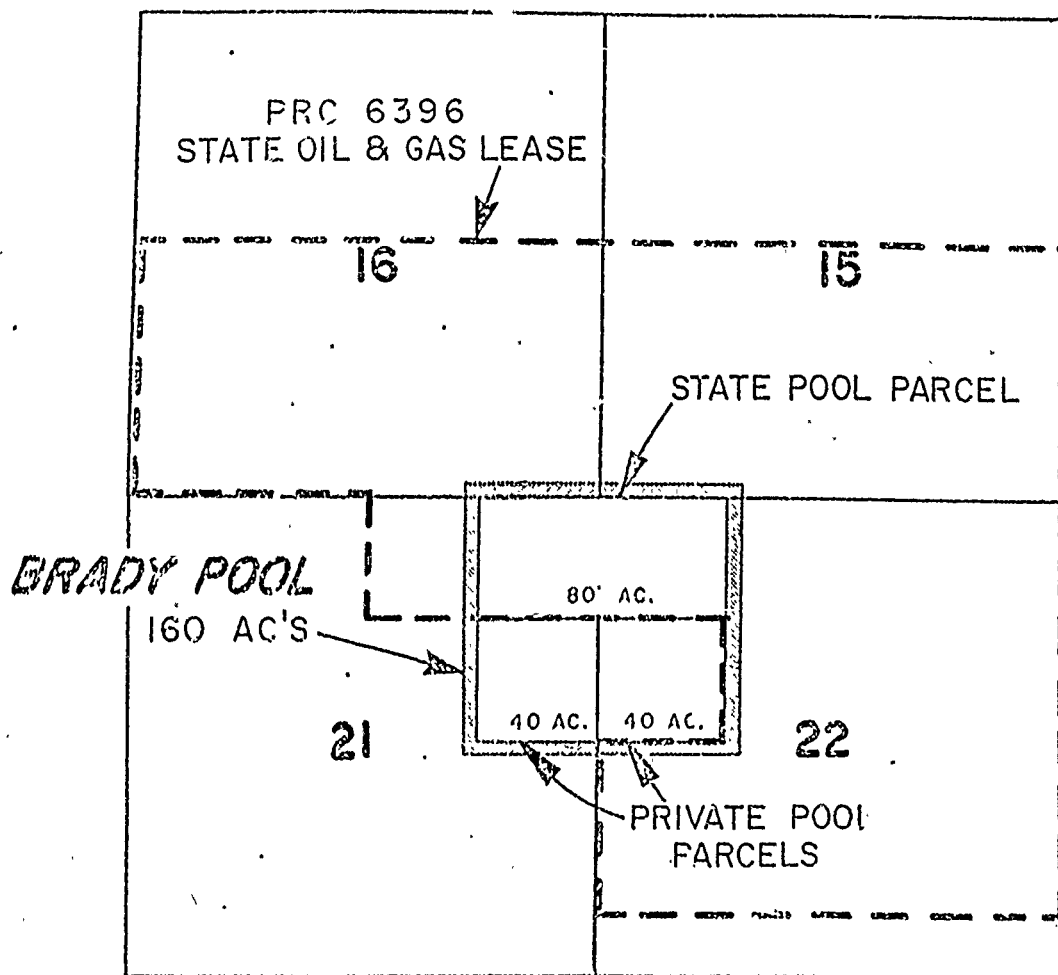 PRC 6396
STATE OIL & GAS LEASE
16
15
STATE POOL PARCEL
BRADY POOL
160 AC'S
80' AC.
40 AC.
40 AC.
21
22
PRIVATE POOL
PARCELS